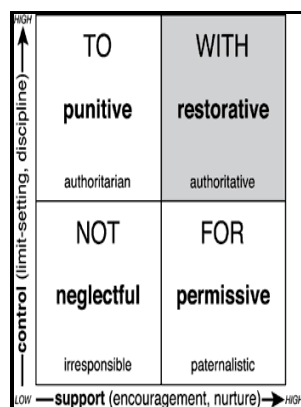 HIGH
control (limit-setting, discipline)
TO
punitive
authoritarian
WITH
restorative
authoritative
NOT
neglectful
irresponsible
FOR
permissive
paternalistic
LOW
support (encouragement, nurture)
HIGH